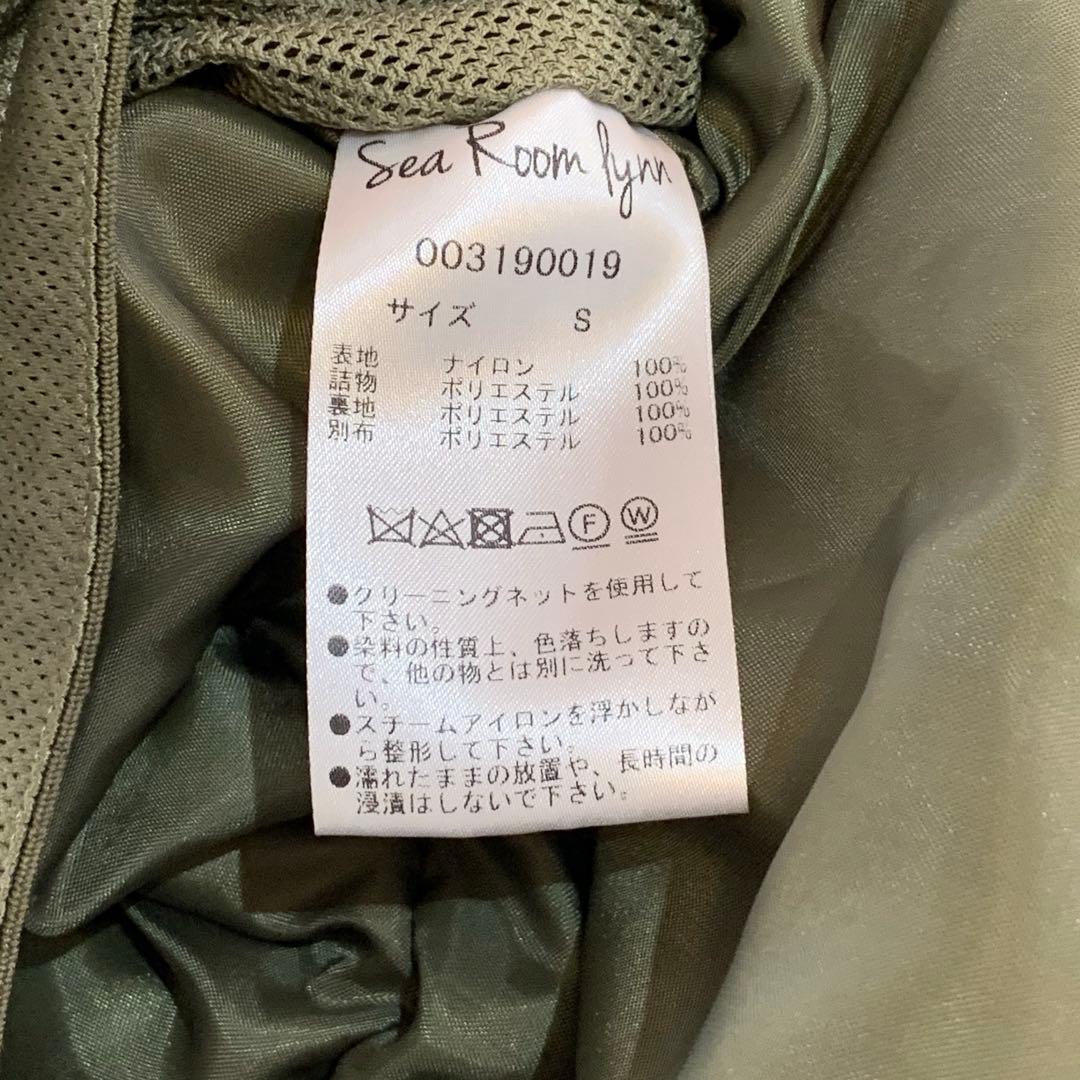 Sea Room lynn
003190019
サイズ S
表地 ナイロン 100%
詰物 ポリエステル 100%
裏地 ポリエステル 100%
別布 ポリエステル 100%
F W
●クリーニングネットを使用して
下さい。
●染料の性質上、色落ちしますの
で、他の物とは別に洗って下さ
い。
●スチームアイロンを浮かしなが
ら整形して下さい。
●濡れたままの放置や、長時間の
浸漬はしないで下さい。